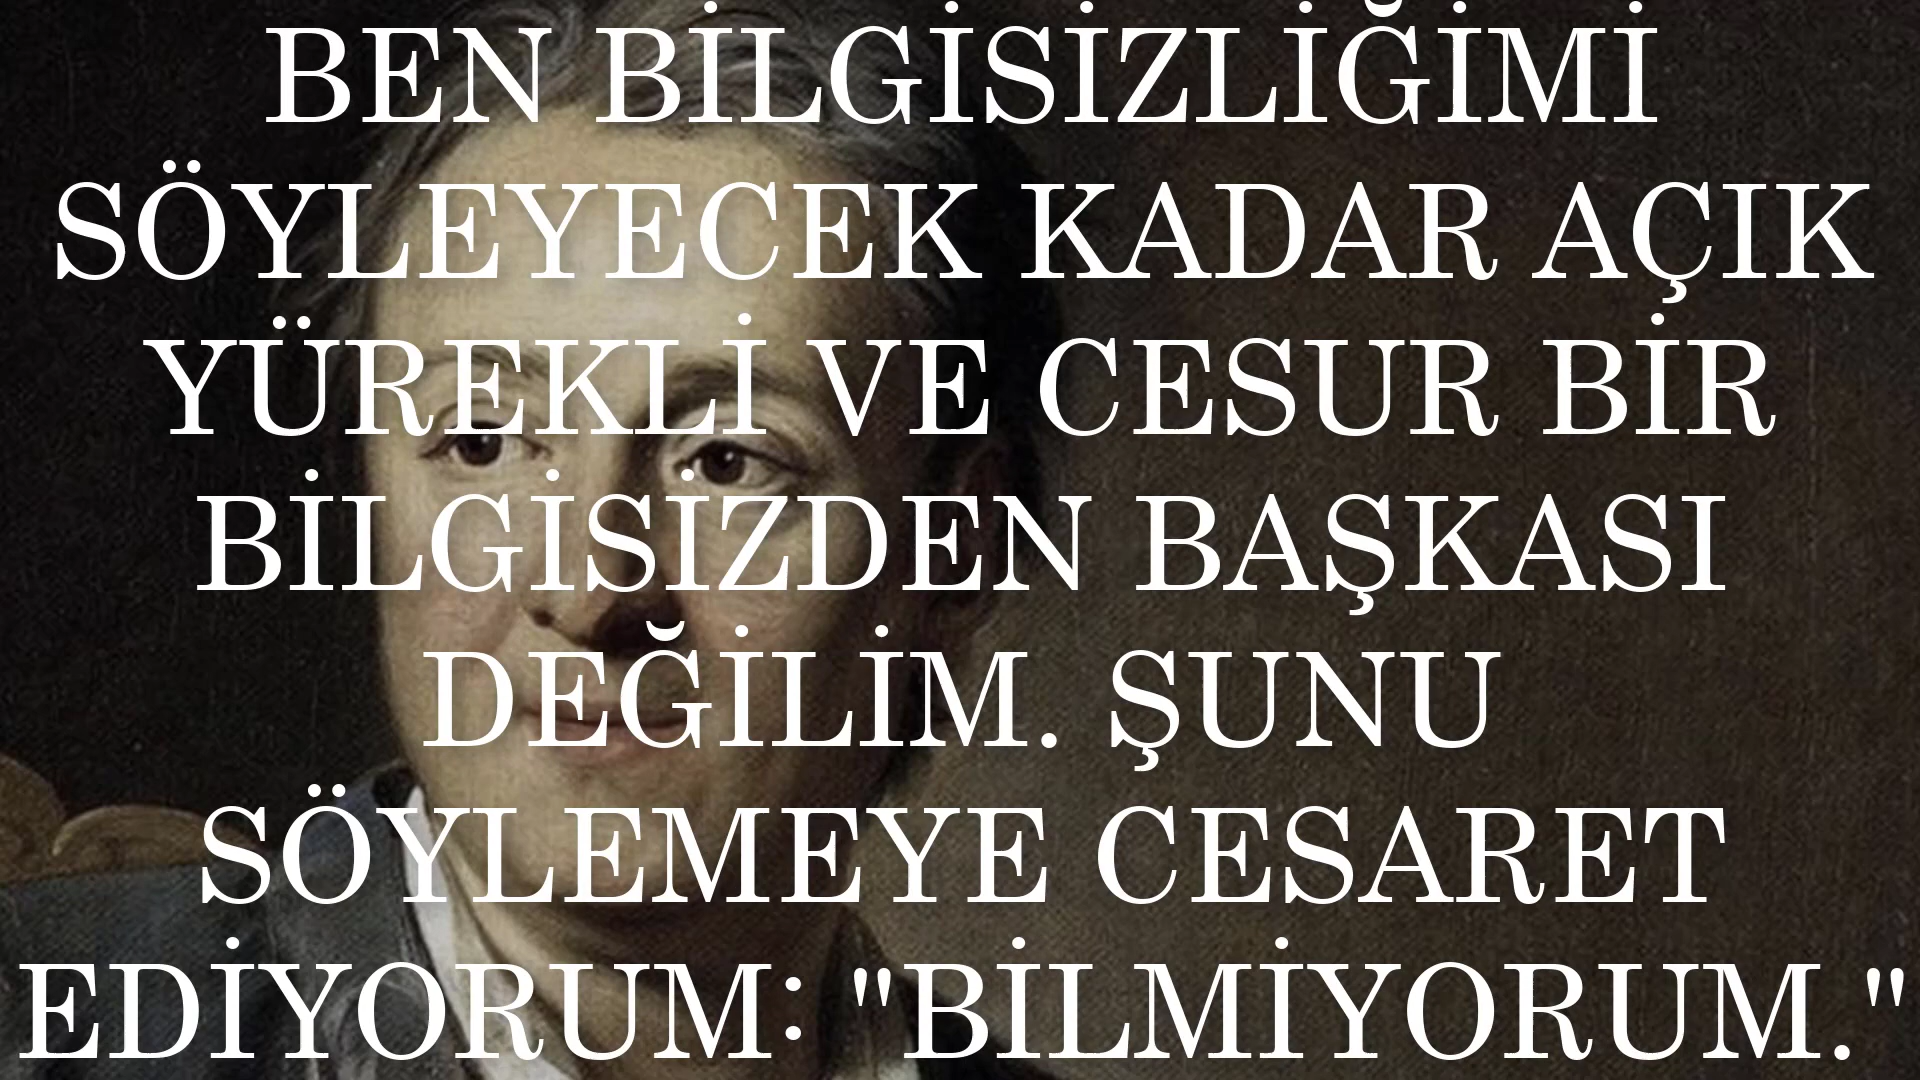 BEN BİLGİSİZLİĞİMİ
SÖYLEYECEK KADAR AÇIK
YÜREKLİ VE CESUR BİR
BİLGİSİZDEN BAŞKASI
DEĞİLİM. ŞUNU
SÖYLEMEYE CESARET
EDİYORUM: "BİLMİYORUM."